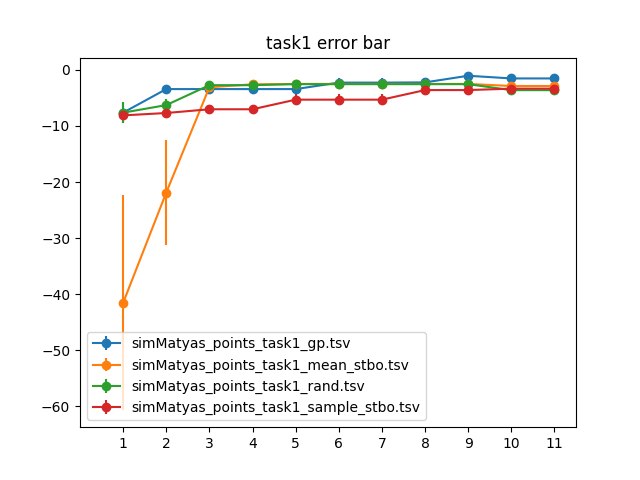 task1 error bar
0
−10
−20
−30
−40
−50
−60
simMatyas_points_task1_gp.tsv
simMatyas_points_task1_mean_stbo.tsv
simMatyas_points_task1_rand.tsv
simMatyas_points_task1_sample_stbo.tsv
1 2 3 4 5 6 7 8 9 10 11